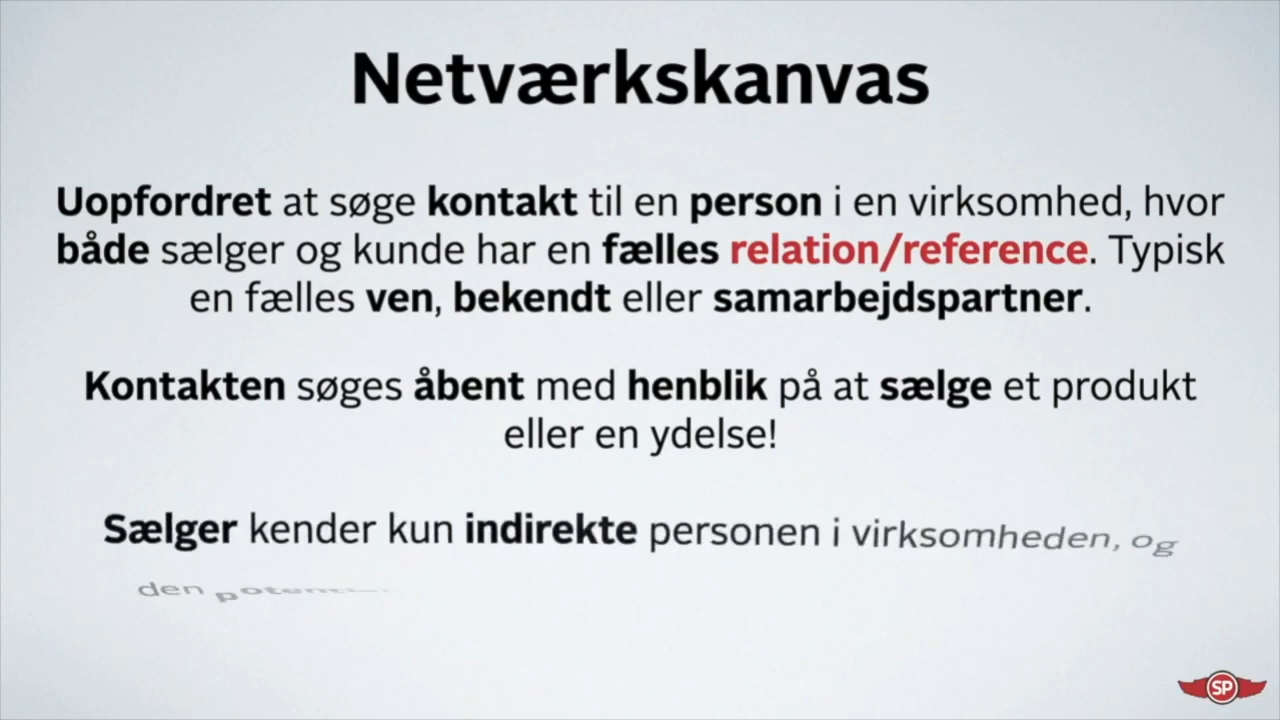 Netværkskanvas
Uopfordret at søge kontakt til en person i en virksomhed, hvor
både sælger og kunde har en fælles relation/reference. Typisk
en fælles ven, bekendt eller samarbejdspartner.
Kontakten søges åbent med henblik på at sælge et produkt
eller en ydelse!
Sælger kender kun indirekte personen i virksomheden, og
den
SP